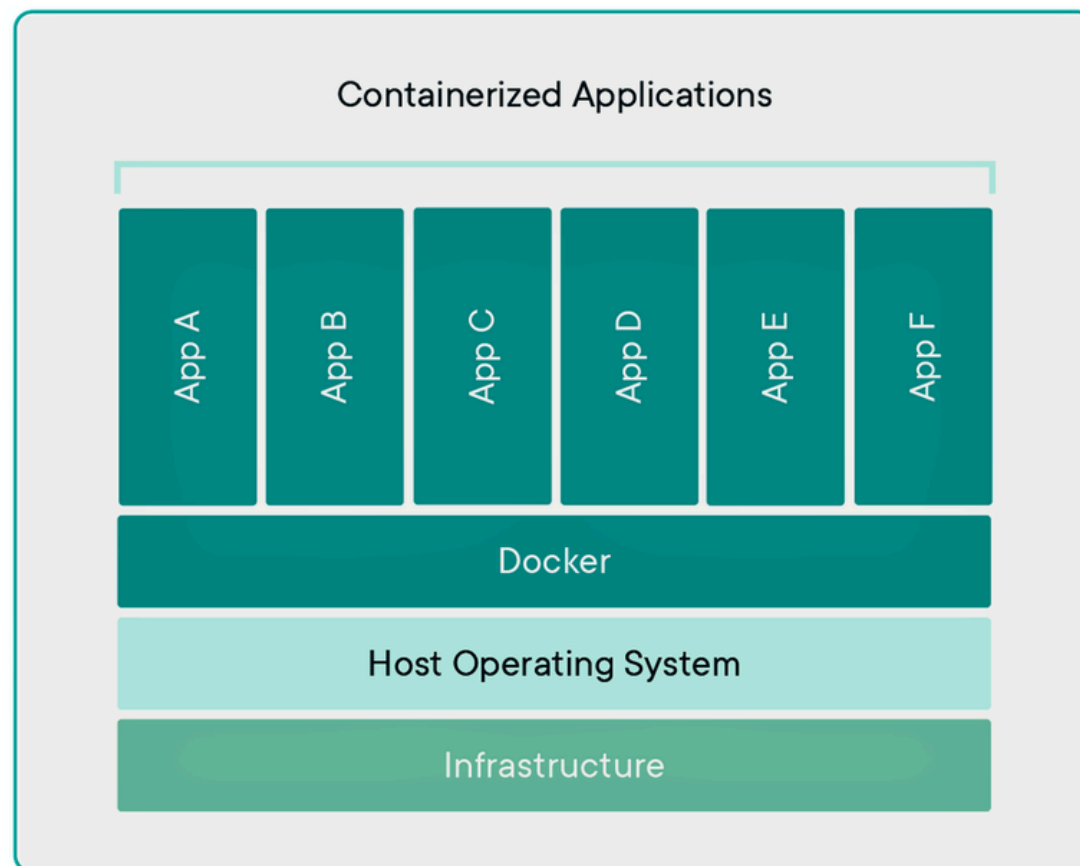 Containerized Applications
App A
App B
App C
App D
App E
App F
Docker
Host Operating System
Infrastructure